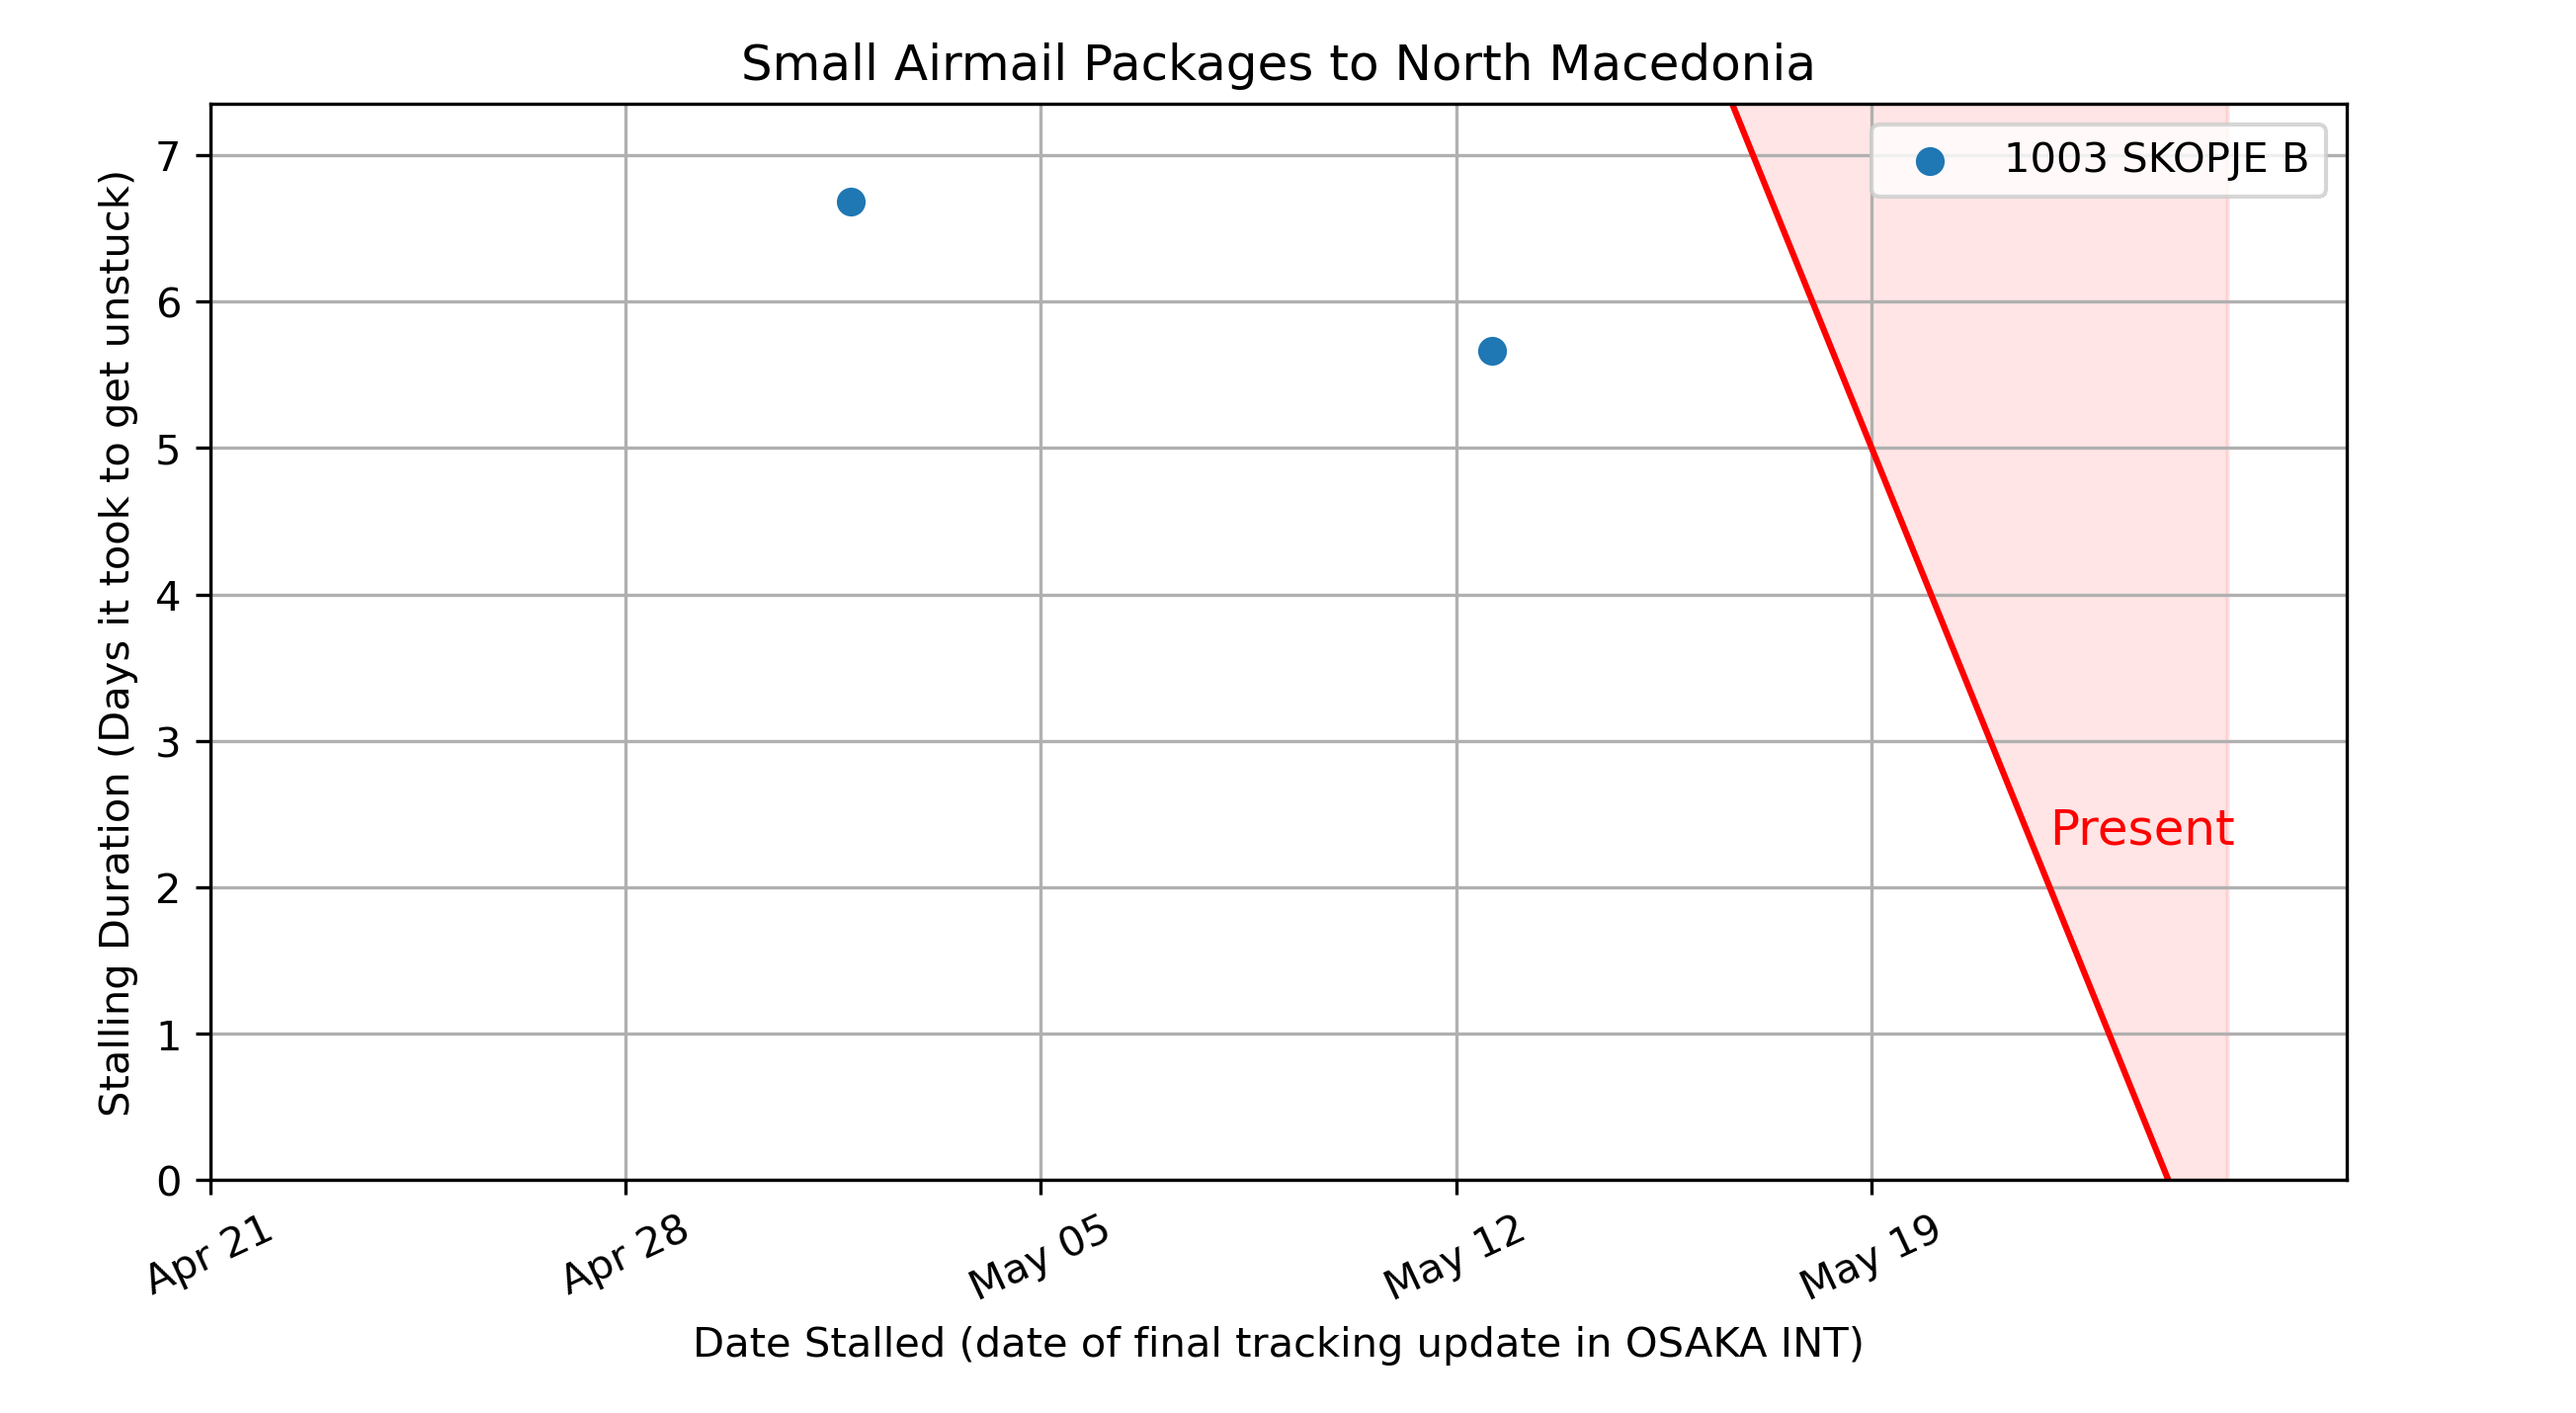 Small Airmail Packages to North Macedonia
1003 SKOPJE B
Stalling Duration (Days it took to get unstuck)
7
6
5
4
3
2
1
0
Present
Apr 21
Apr 28
May 05
May 12
May 19
Date Stalled (date of final tracking update in OSAKA INT)